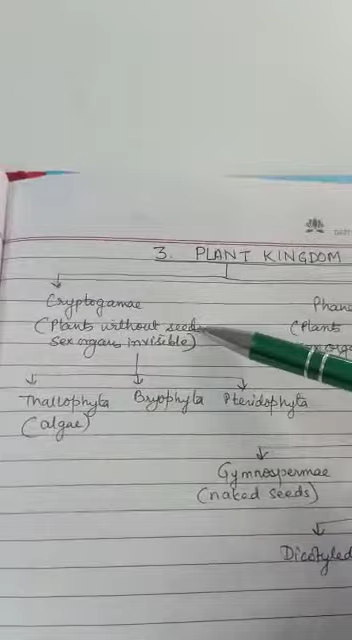 3. PLANT KINGDOM
Cryptogamae
(Plants without seeds
sex organs invisible)
Phane
(Plants
Thallophyta Bryophyta Pteridophyta
(algae)
Gymnospermae
(naked seeds)
Dicotyled